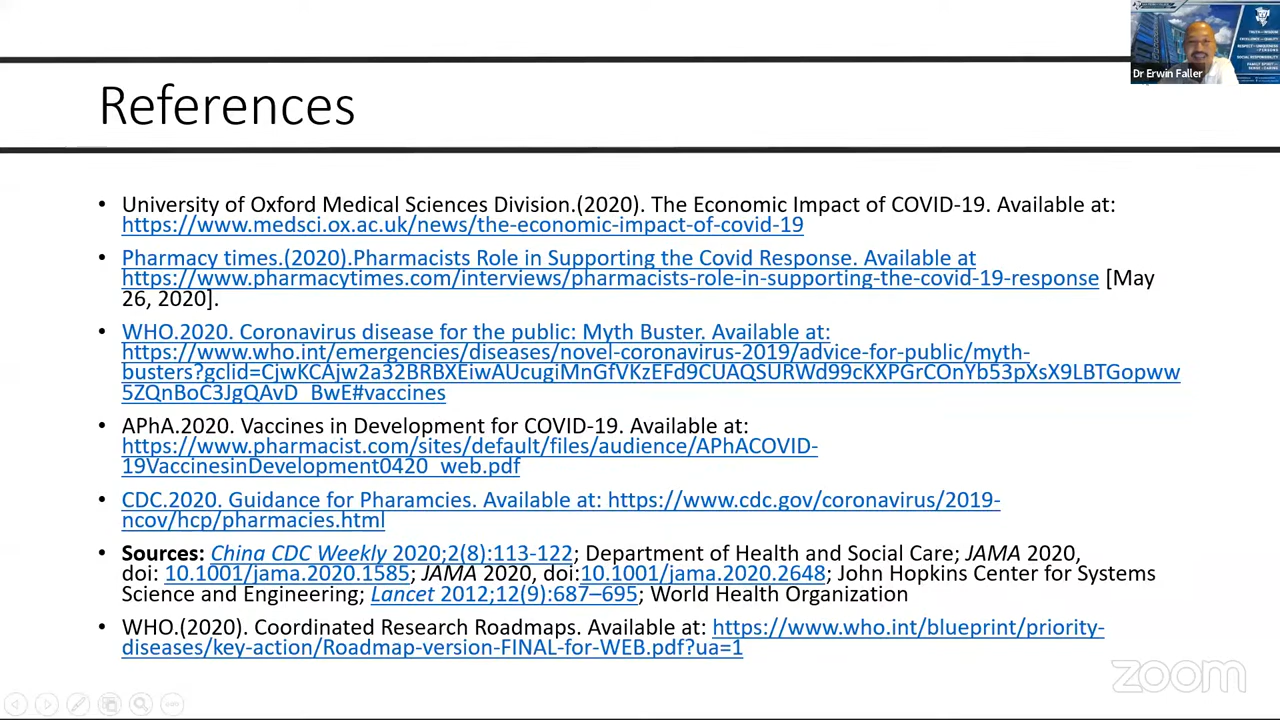 Dr Erwin Faller
References
• University of Oxford Medical Sciences Division.(2020). The Economic Impact of COVID-19. Available at:
https://www.medsci.ox.ac.uk/news/the-economic-impact-of-covid-19
• Pharmacy times.(2020).Pharmacists Role in Supporting the Covid Response. Available at
https://www.pharmacytimes.com/interviews/pharmacists-role-in-supporting-the-covid-19-response [May
26, 2020].
• WHO.2020. Coronavirus disease for the public: Myth Buster. Available at:
https://www.who.int/emergencies/diseases/novel-coronavirus-2019/advice-for-public/myth-
busters?gclid=CjwKCAjw2a32BRBXEiwAUcugiMnGfVKzEFd9CUAQSURWd99cKXPGrCOnYb53pXsX9LBTGopww
5ZQnBoC3JgQAvD_BwE#vaccines
• APhA.2020. Vaccines in Development for COVID-19. Available at:
https://www.pharmacist.com/sites/default/files/audience/APhACOVID-
19VaccinesinDevelopment0420_web.pdf
• CDC.2020. Guidance for Pharamcies. Available at: https://www.cdc.gov/coronavirus/2019-
ncov/hcp/pharmacies.html
• Sources: China CDC Weekly 2020;2(8):113-122; Department of Health and Social Care; JAMA 2020,
doi: 10.1001/jama.2020.1585; JAMA 2020, doi:10.1001/jama.2020.2648; John Hopkins Center for Systems
Science and Engineering; Lancet 2012;12(9):687–695; World Health Organization
• WHO.(2020). Coordinated Research Roadmaps. Available at: https://www.who.int/blueprint/priority-
diseases/key-action/Roadmap-version-FINAL-for-WEB.pdf?ua=1
zoom